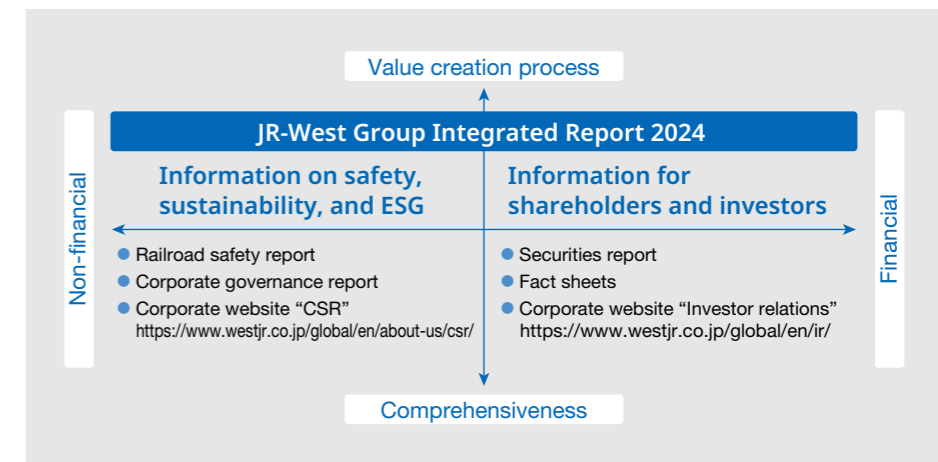 Value creation process
JR-West Group Integrated Report 2024
Non-financial
Information on safety,
sustainability, and ESG
Information for
shareholders and investors
Financial
● Railroad safety report
● Corporate governance report
● Corporate website “CSR”
https://www.westjr.co.jp/global/en/about-us/csr/
● Securities report
● Fact sheets
● Corporate website “Investor relations”
https://www.westjr.co.jp/global/en/ir/
Comprehensiveness